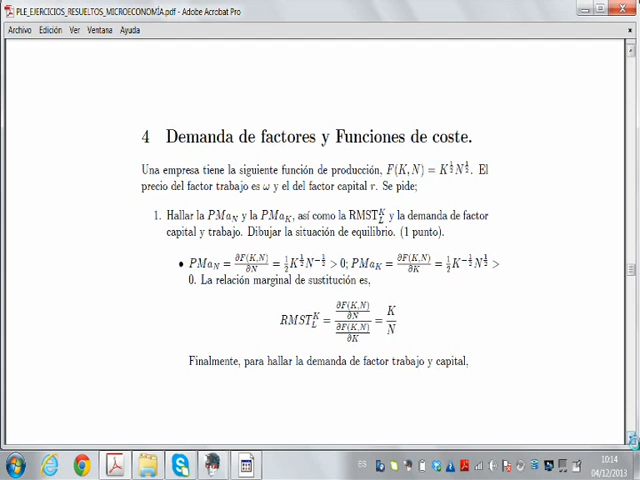 PLE_EJERCICIOS_RESUELTOS_MICROECONOMÍA.pdf - Adobe Acrobat Pro
Archivo Edición Ver Ventana Ayuda
4 Demanda de factores y Funciones de coste.
Una empresa tiene la siguiente función de producción, F(K, N) = K^{1/2}N^{1/2}. El
precio del factor trabajo es ω y el del factor capital r. Se pide;
1. Hallar la PMa_N y la PMa_K, así como la RMST_L^K y la demanda de factor
capital y trabajo. Dibujar la situación de equilibrio. (1 punto).
• PMa_N = ∂F(K,N)/∂N = 1/2 K^{1/2}N^{-1/2} > 0; PMa_K = ∂F(K,N)/∂K = 1/2 K^{-1/2}N^{1/2} >
0. La relación marginal de sustitución es,
RMST_L^K = (∂F(K,N)/∂N)/(∂F(K,N)/∂K) = K/N
Finalmente, para hallar la demanda de factor trabajo y capital,
ES
10:14
04/12/2013